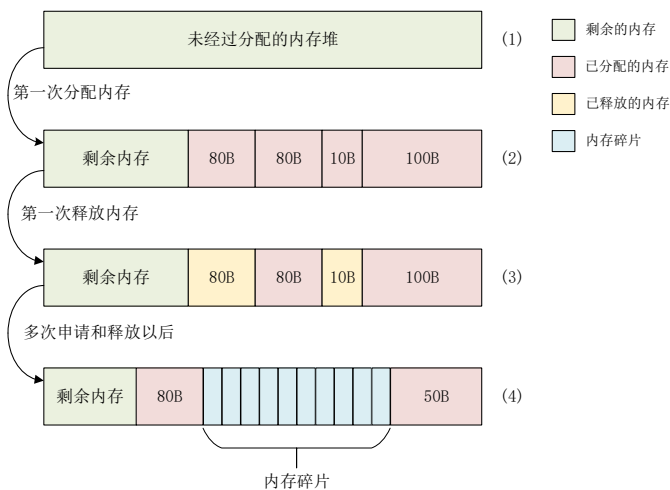 未经过分配的内存堆
(1)
第一次分配内存
剩余内存
80B
80B
10B
100B
(2)
第一次释放内存
剩余内存
80B
80B
10B
100B
(3)
多次申请和释放以后
剩余内存
80B
50B
(4)
内存碎片
剩余的内存
已分配的内存
已释放的内存
内存碎片